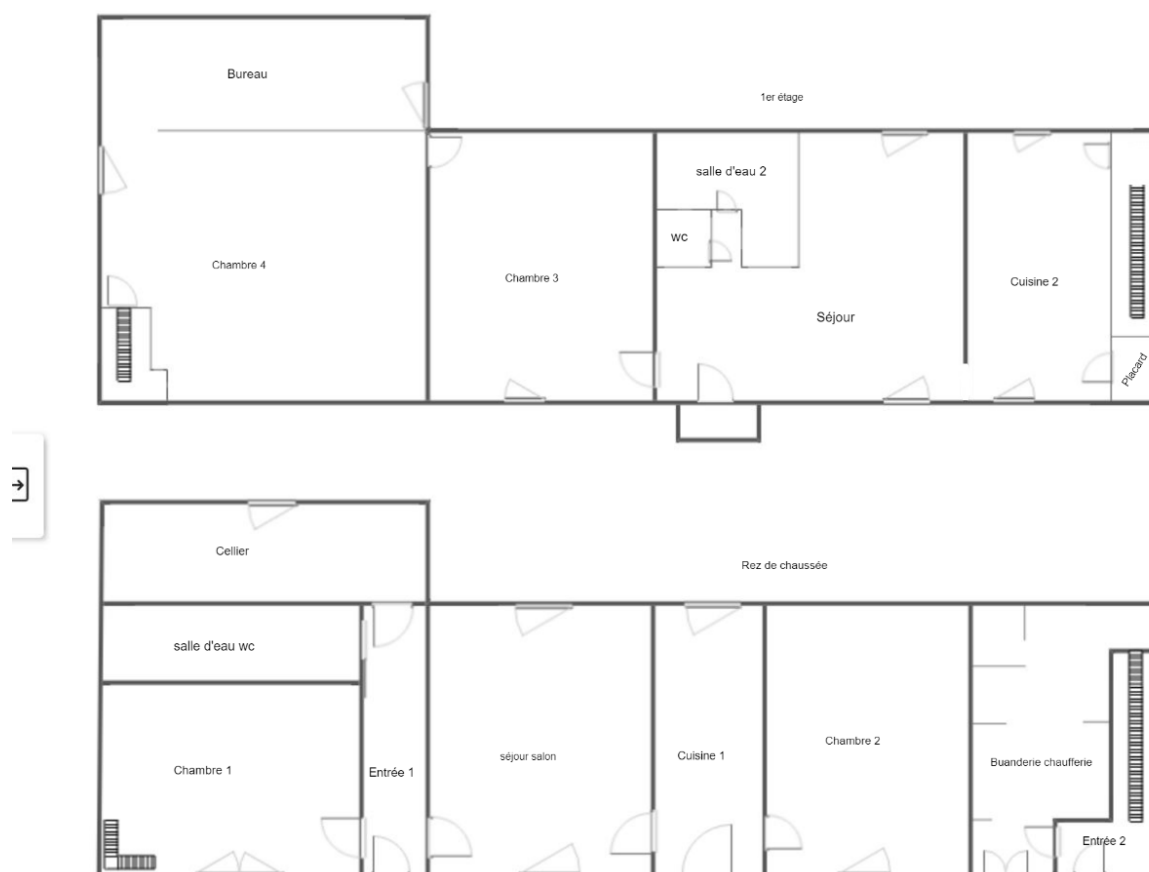 Bureau
1er étage
salle d'eau 2
wc
Chambre 4
Chambre 3
Cuisine 2
Séjour
Placard
Cellier
Rez de chaussée
salle d'eau wc
Chambre 1
Entrée 1
séjour salon
Cuisine 1
Chambre 2
Buanderie chaufferie
Entrée 2